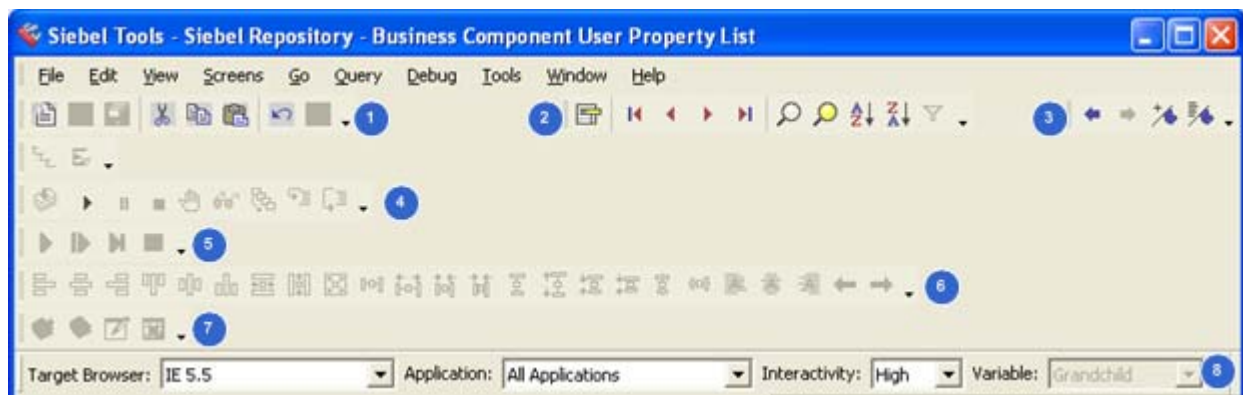 Siebel Tools - Siebel Repository - Business Component User Property List
File Edit View Screens Go Query Debug Tools Window Help
1 2 3
4
5
6
7
Target Browser: IE 5.5 Application: All Applications Interactivity: High Variable: Grandchild 8